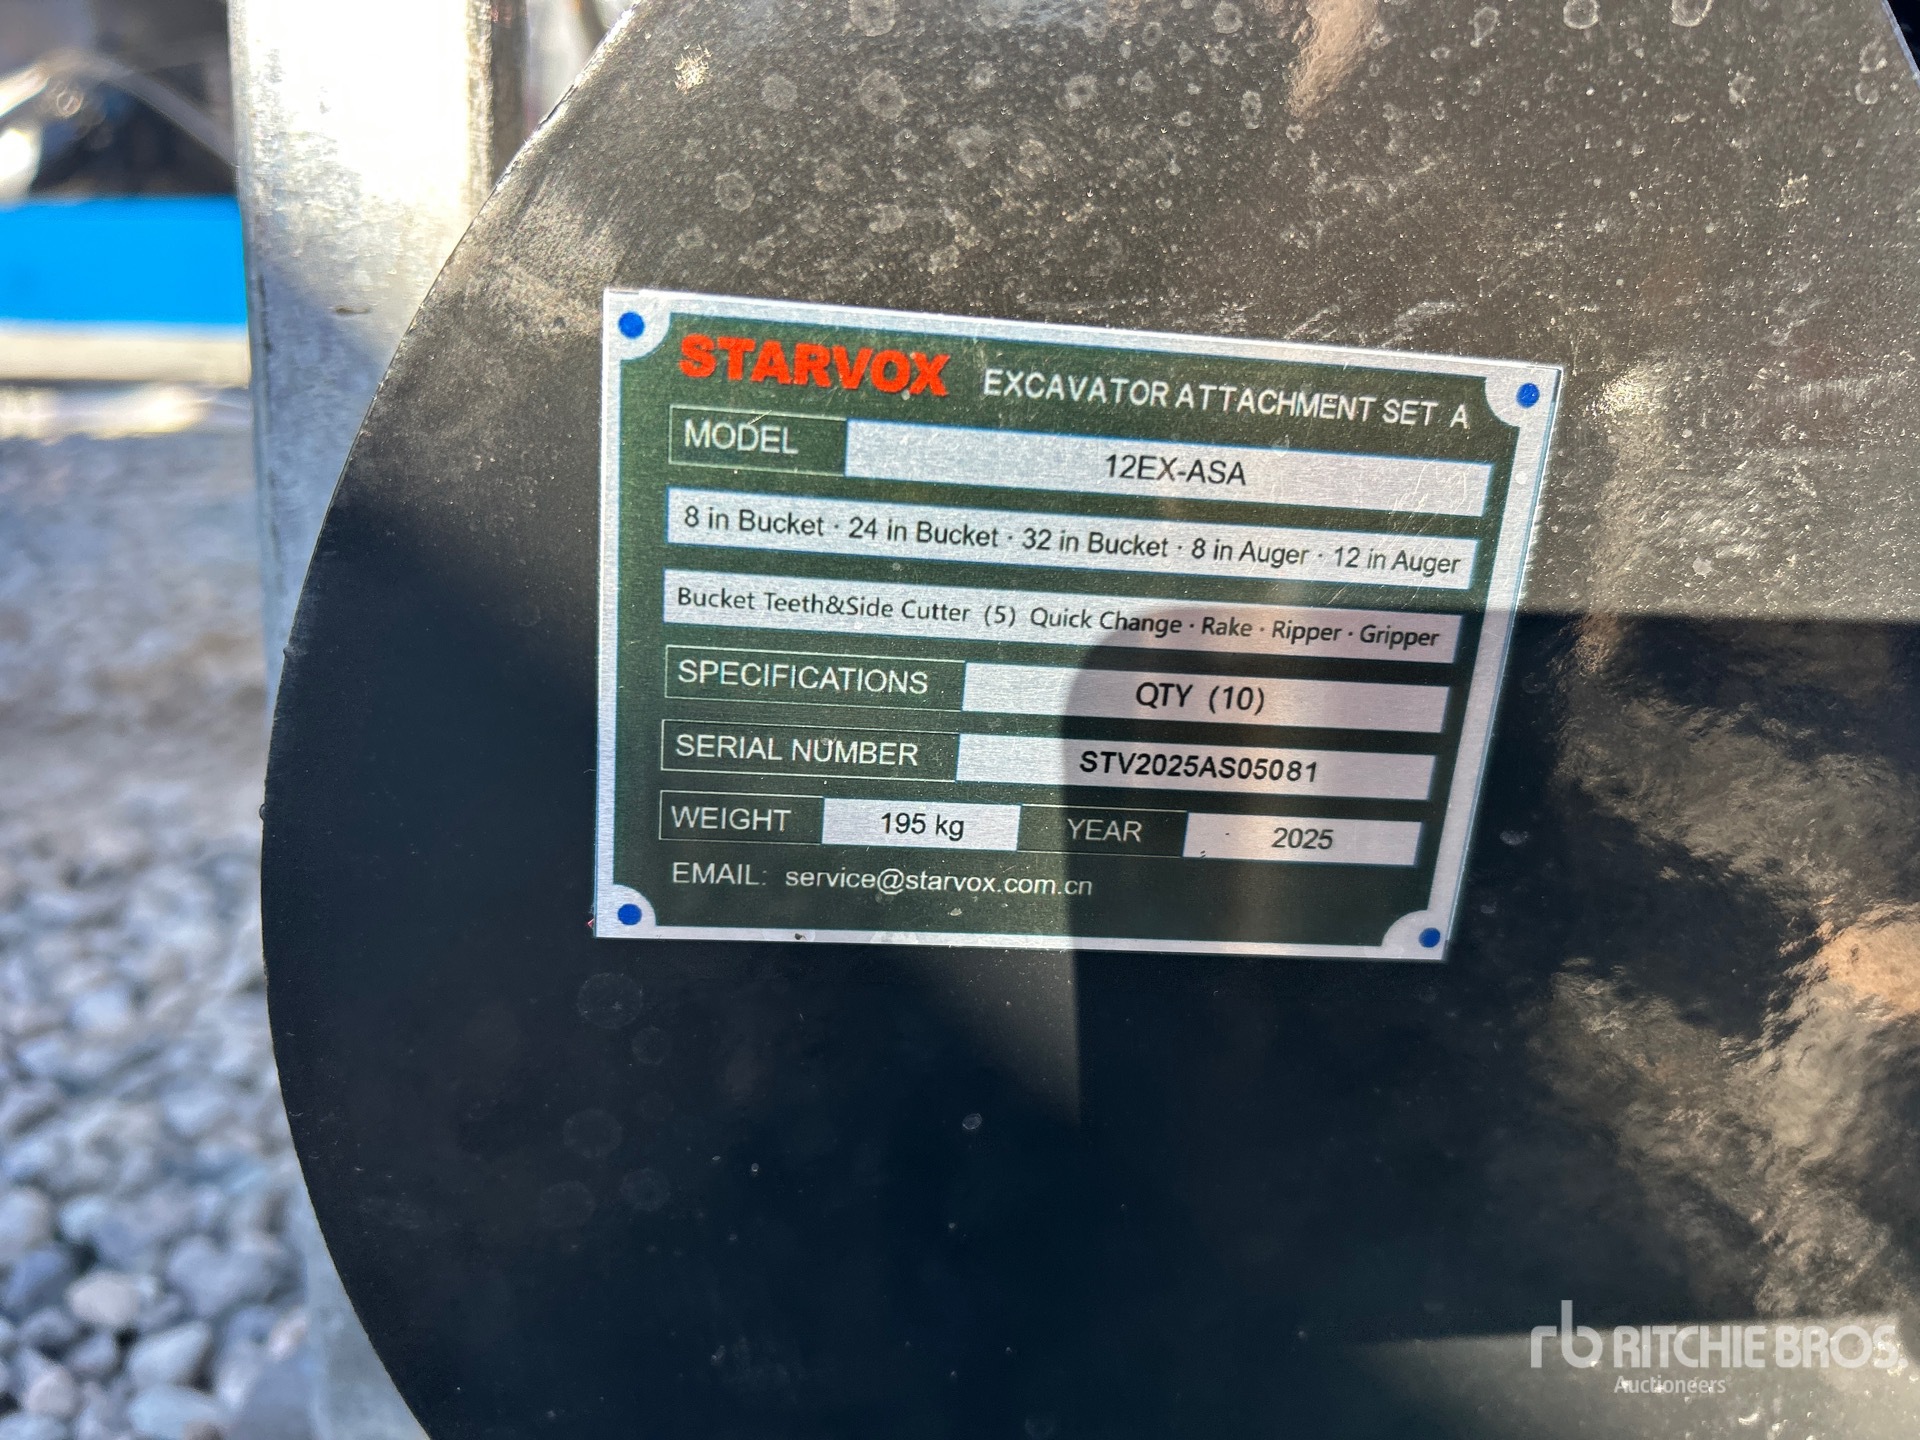 STARVOX EXCAVATOR ATTACHMENT SET A
MODEL 12EX-ASA
8 in Bucket · 24 in Bucket · 32 in Bucket · 8 in Auger · 12 in Auger
Bucket Teeth&Side Cutter (5) Quick Change · Rake · Ripper · Gripper
SPECIFICATIONS QTY (10)
SERIAL NUMBER STV2025AS05081
WEIGHT 195 kg YEAR 2025
EMAIL: service@starvox.com.cn
rb RITCHIE BROS.
Auctioneers